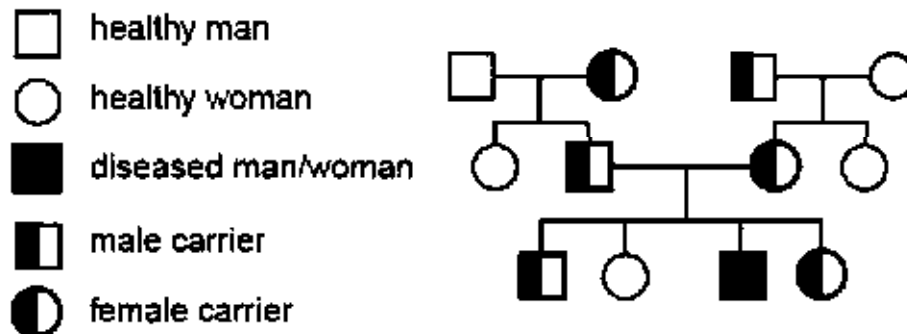 healthy man
healthy woman
diseased man/woman
male carrier
female carrier